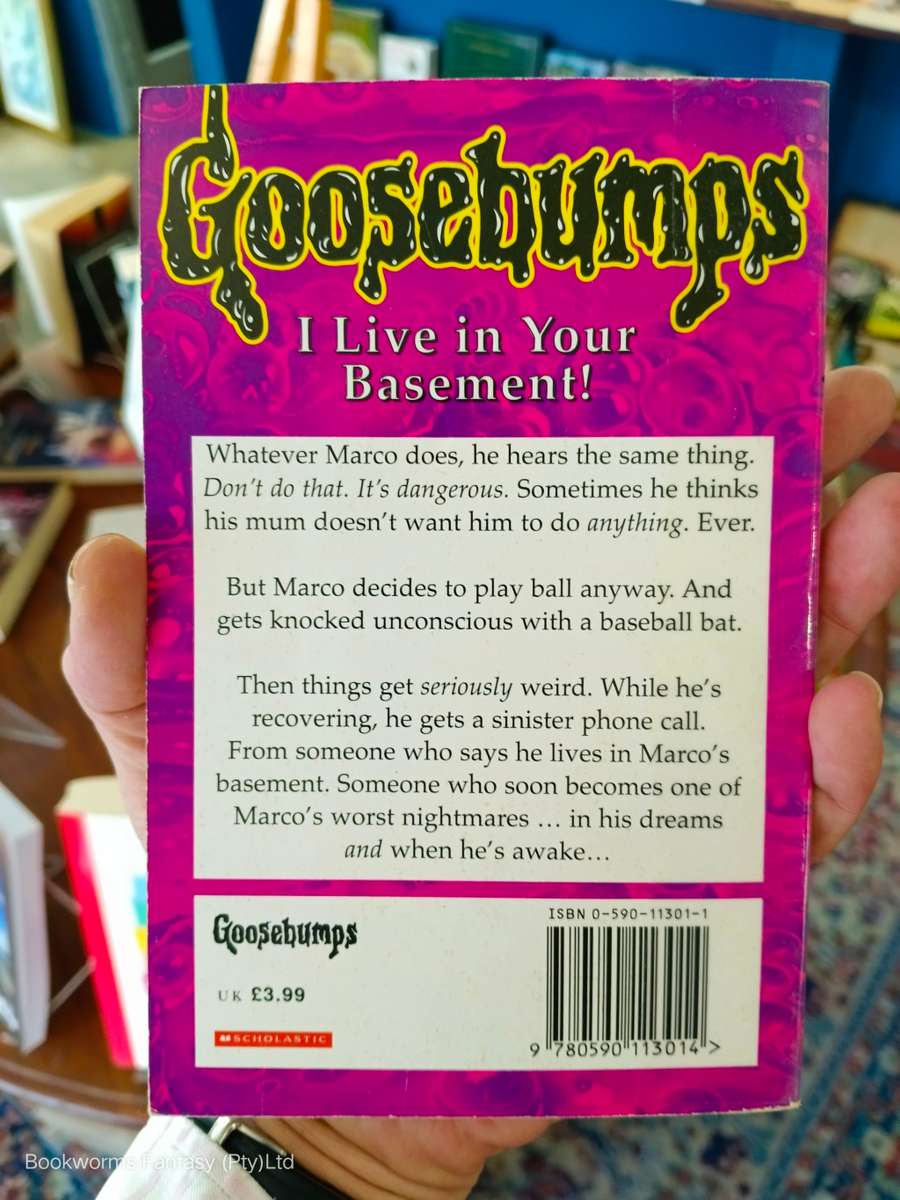 Goosebumps
I Live in Your
Basement!
Whatever Marco does, he hears the same thing.
Don't do that. It's dangerous. Sometimes he thinks
his mum doesn't want him to do anything. Ever.
But Marco decides to play ball anyway. And
gets knocked unconscious with a baseball bat.
Then things get seriously weird. While he's
recovering, he gets a sinister phone call.
From someone who says he lives in Marco's
basement. Someone who soon becomes one of
Marco's worst nightmares ... in his dreams
and when he's awake...
Goosebumps
UK £3.99
SCHOLASTIC
ISBN 0-590-11301-1
9 780590 113014 >
Bookworms Fantasy (Pty)Ltd